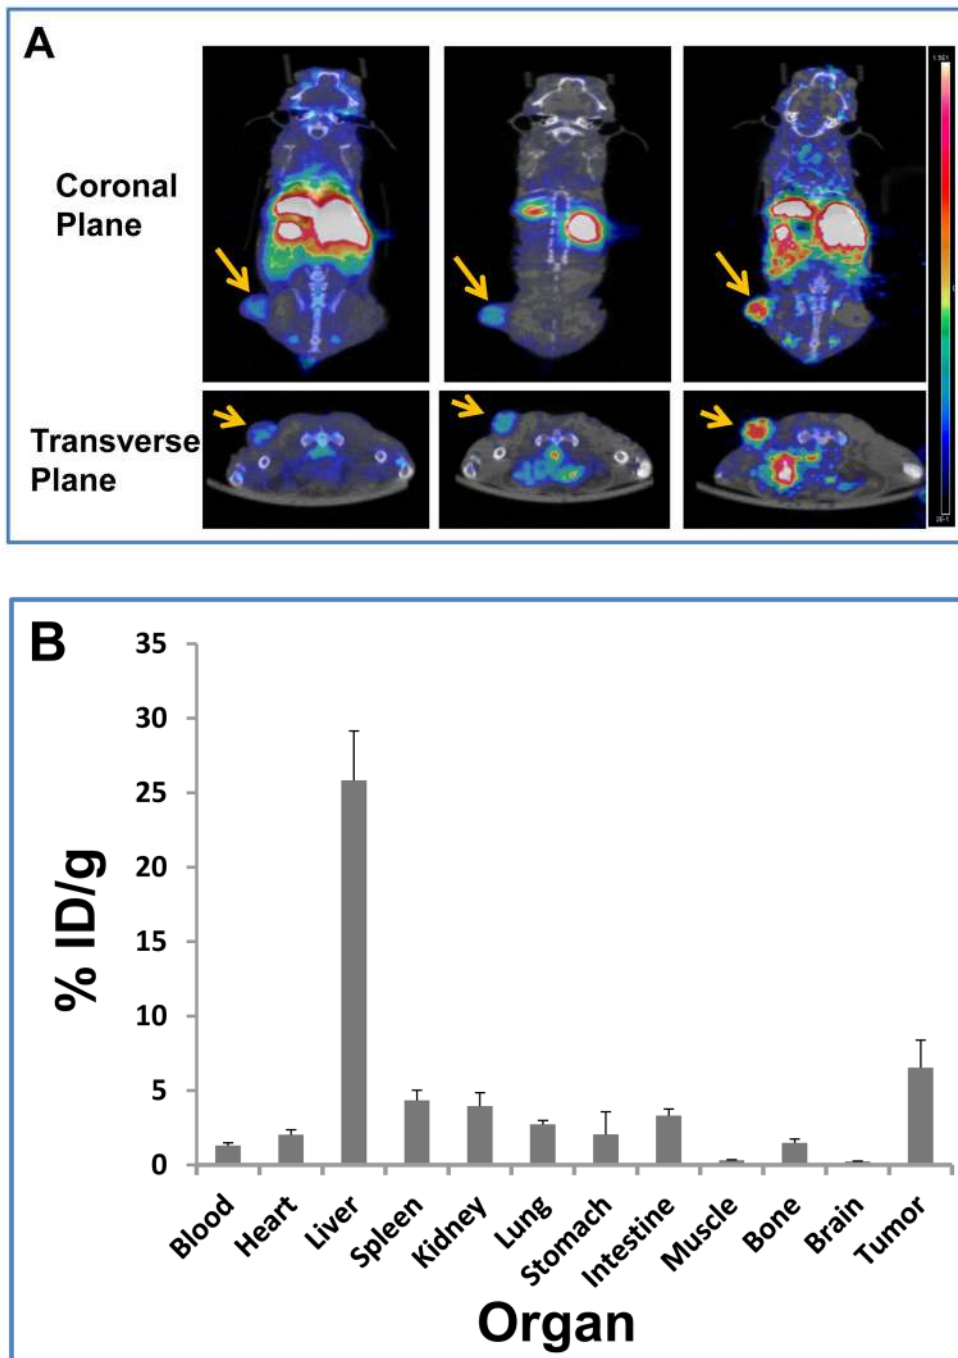 A
Coronal
Plane
Transverse
Plane
B
35
30
25
20
15
10
5
0
% ID/g
Blood
Heart
Liver
Spleen
Kidney
Lung
Stomach
Intestine
Muscle
Bone
Brain
Tumor
Organ